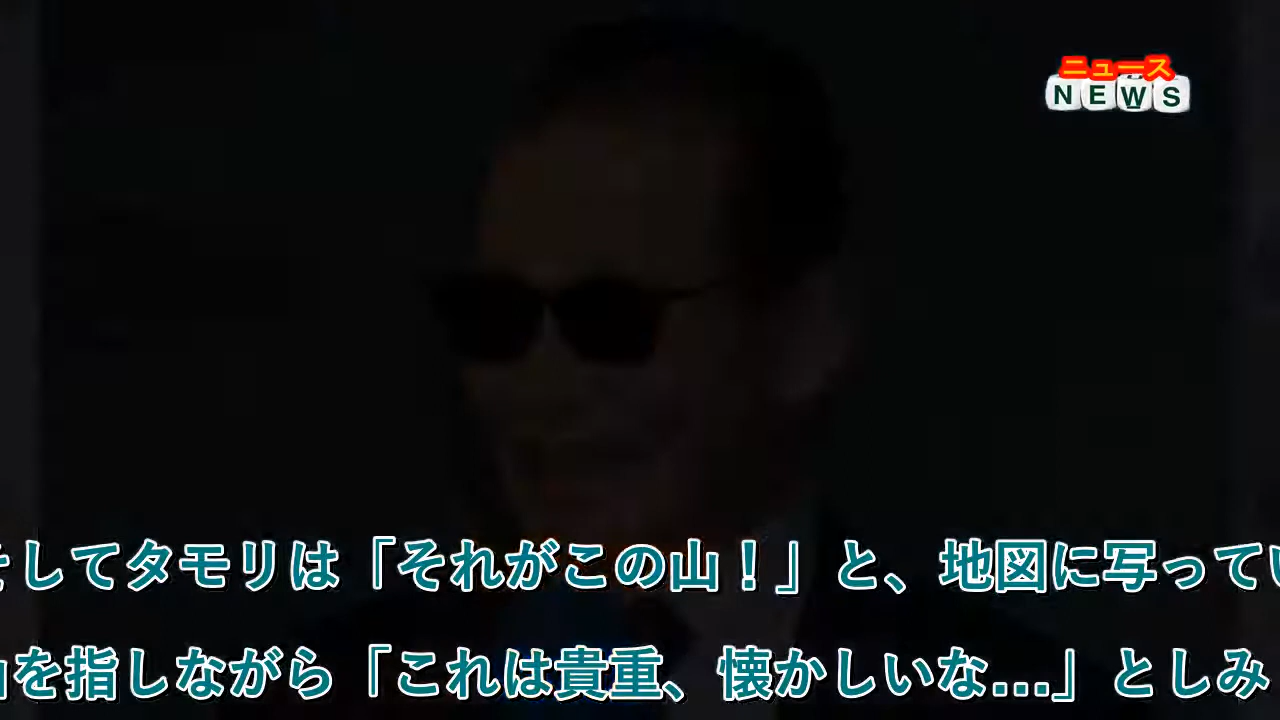 ニュース
NEWS
そしてタモリは「それがこの山！」と、地図に写ってい
を指しながら「これは貴重、懐かしいな...」としみ